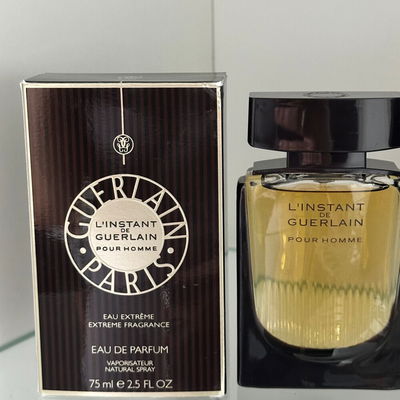 GUERLAIN
L'INSTANT
DE
GUERLAIN
POUR HOMME
PARIS
EAU EXTRÊME
EXTREME FRAGRANCE
EAU DE PARFUM
VAPORISATEUR
NATURAL SPRAY
75 ml ℮ 2.5 FL OZ
L'INSTANT
DE
GUERLAIN
POUR HOMME